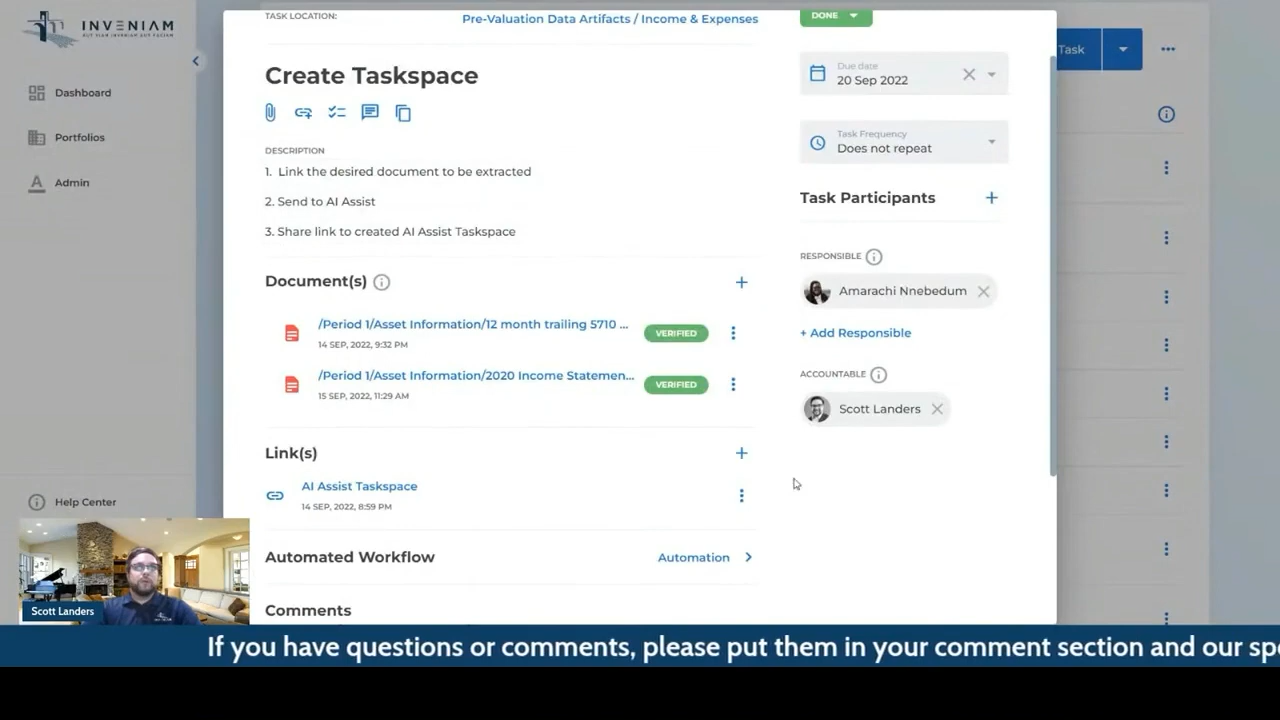 INVENIAM
Dashboard
Portfolios
Admin
Help Center
Scott Landers
TASK LOCATION:
Pre-Valuation Data Artifacts / Income & Expenses
Create Taskspace
DESCRIPTION
1. Link the desired document to be extracted
2. Send to AI Assist
3. Share link to created AI Assist Taskspace
Document(s)
/Period 1/Asset Information/12 month trailing 5710 ...
VERIFIED
14 SEP, 2022, 9:32 PM
/Period 1/Asset Information/2020 Income Statemen...
VERIFIED
15 SEP, 2022, 11:29 AM
Link(s)
AI Assist Taskspace
14 SEP, 2022, 8:59 PM
Automated Workflow
Automation
Comments
DONE
Due date
20 Sep 2022
Task Frequency
Does not repeat
Task Participants
RESPONSIBLE
Amarachi Nnebedum
+ Add Responsible
ACCOUNTABLE
Scott Landers
Task
If you have questions or comments, please put them in your comment section and our spe